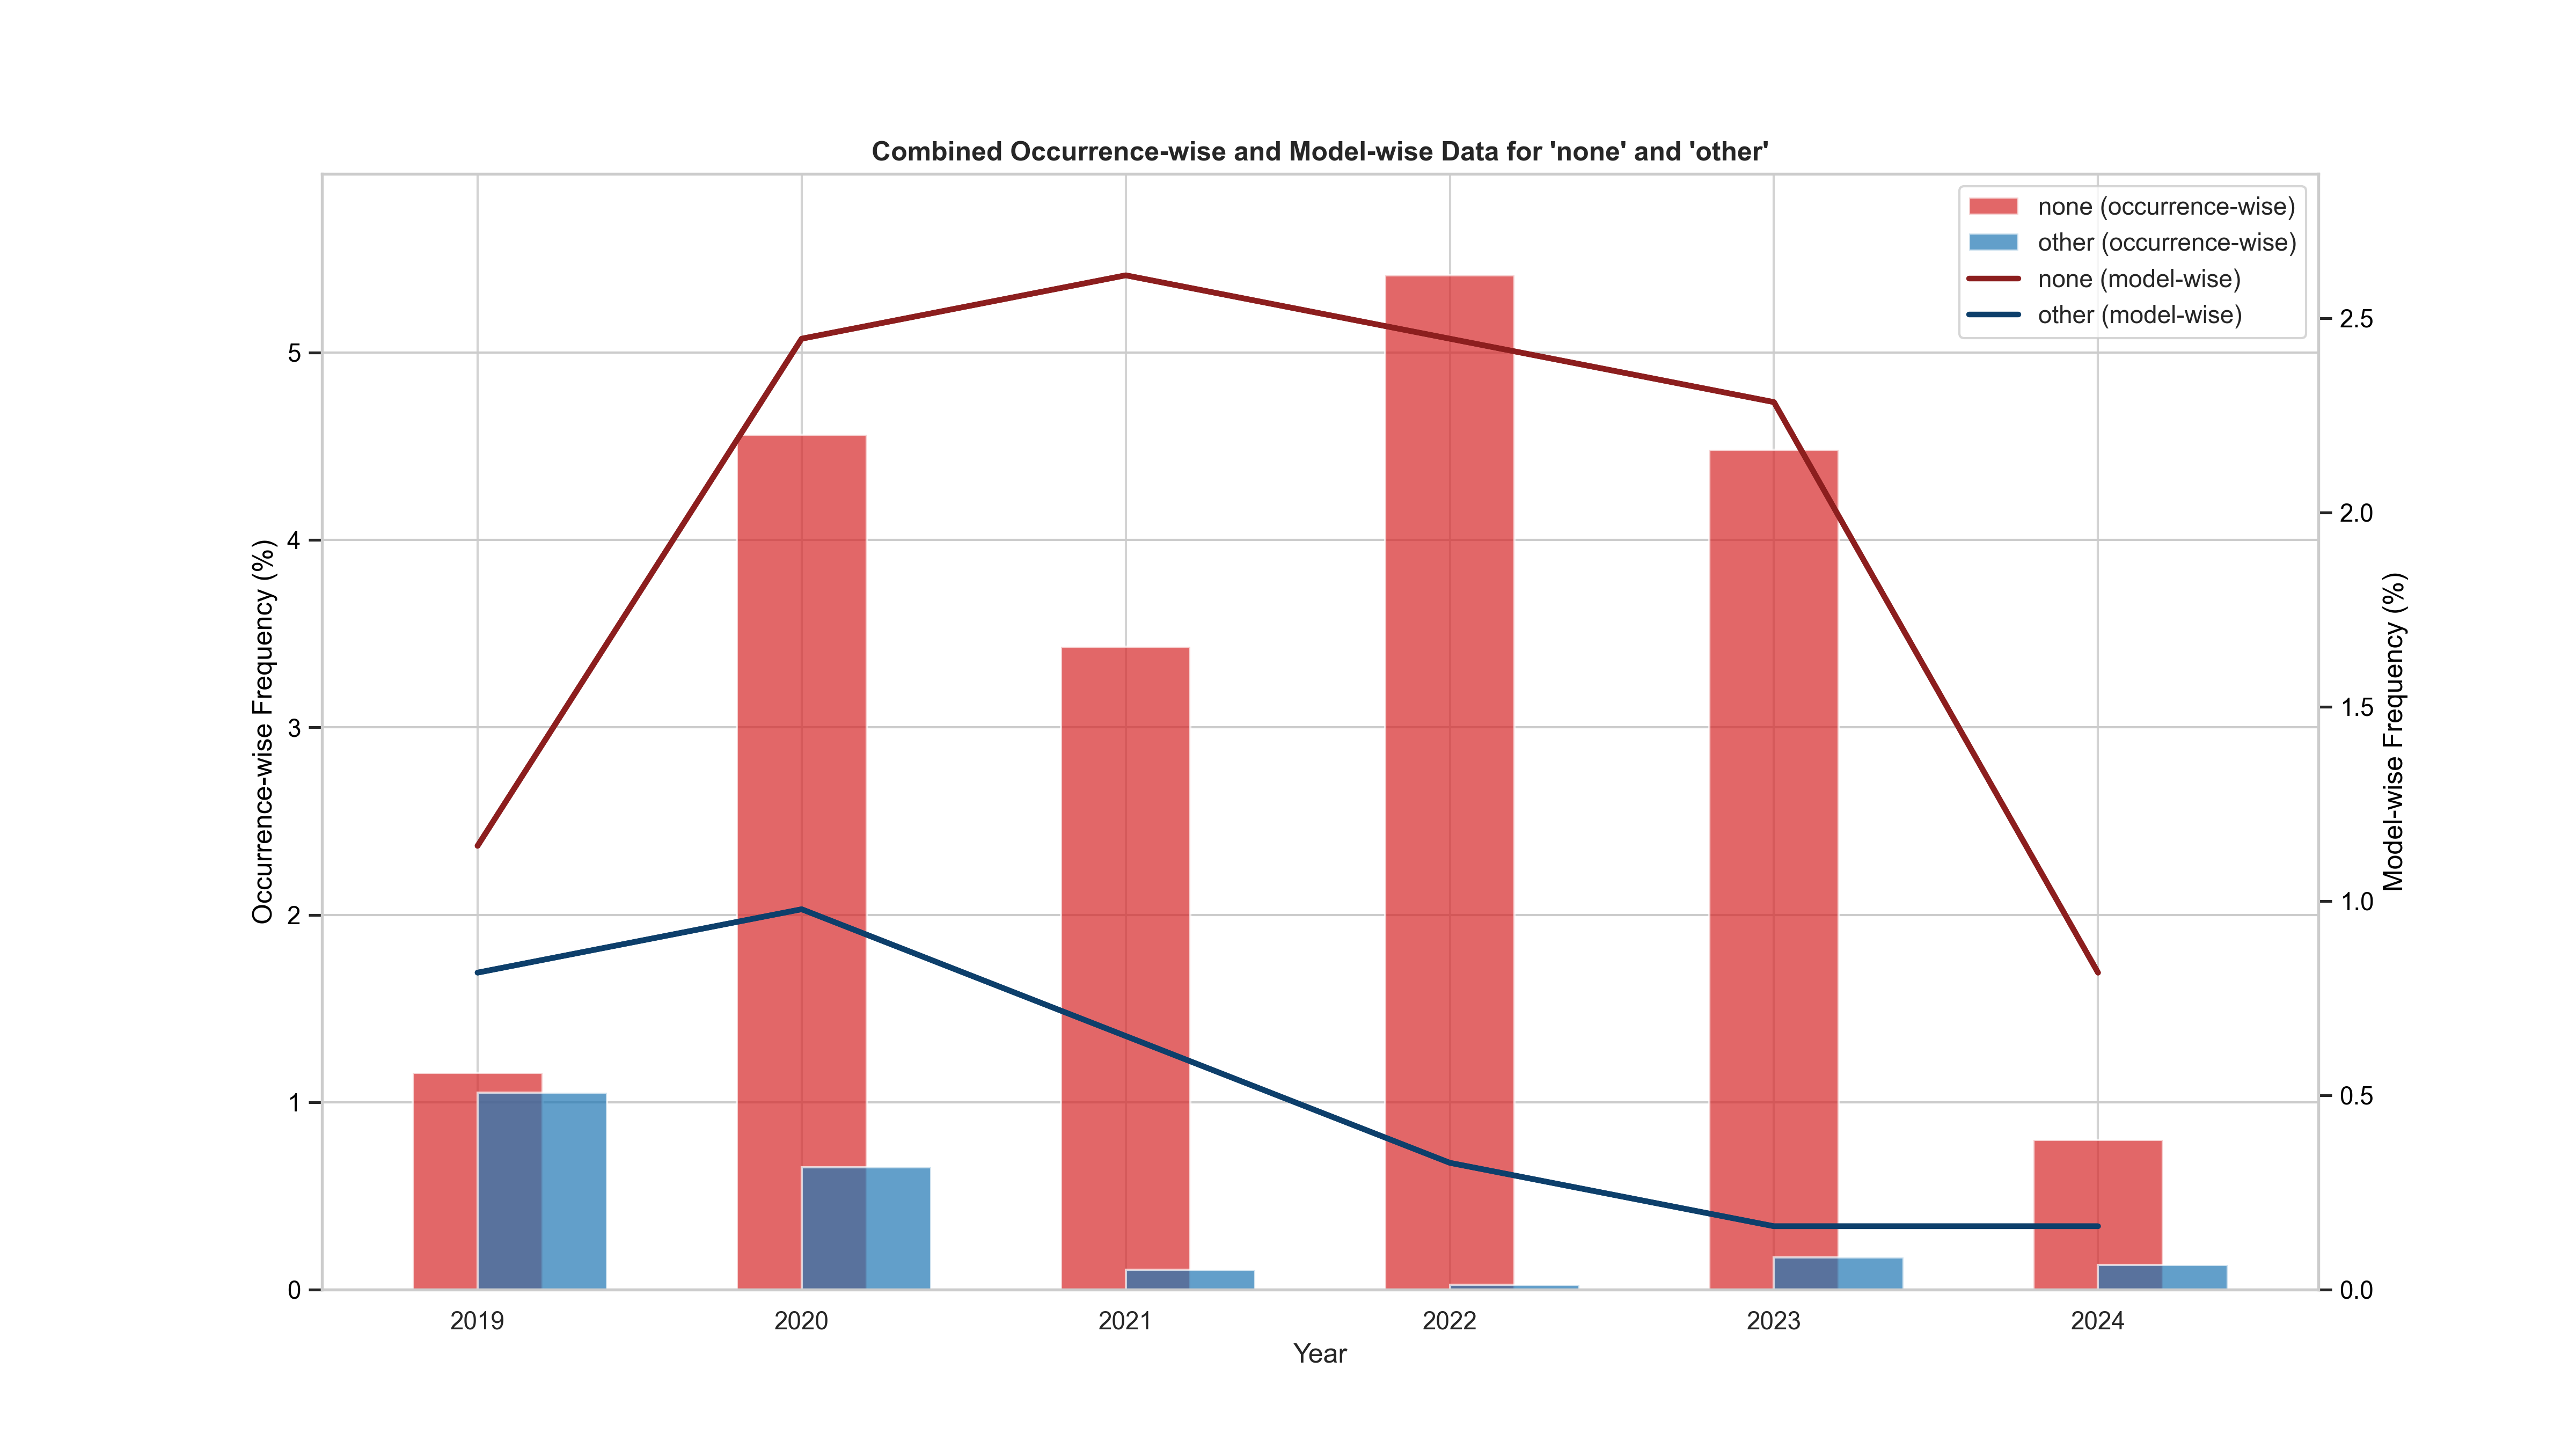 Combined Occurrence-wise and Model-wise Data for 'none' and 'other'
none (occurrence-wise)
other (occurrence-wise)
none (model-wise)
other (model-wise)
Occurrence-wise Frequency (%)
5
4
3
2
1
0
2.5
2.0
1.5
1.0
0.5
0.0
Model-wise Frequency (%)
2019 2020 2021 2022 2023 2024
Year